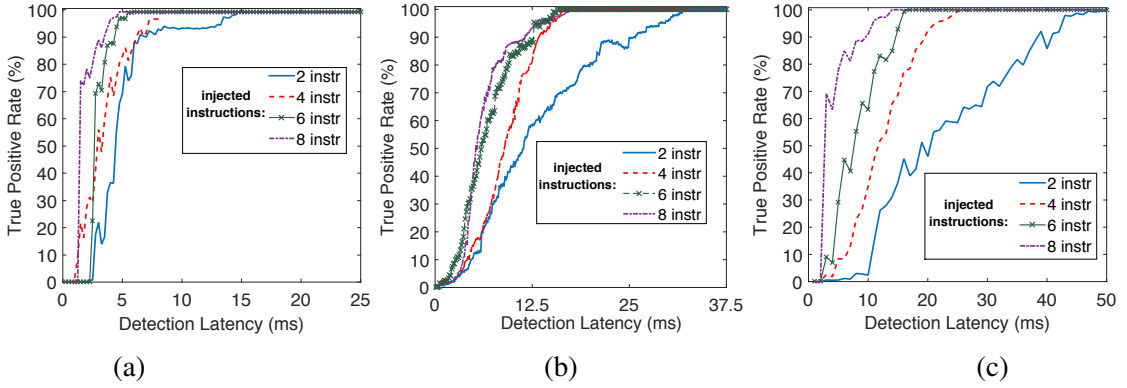 100
90
80
70
60
50
40
30
20
10
0
True Positive Rate (%)
injected
instructions:
2 instr
4 instr
6 instr
8 instr
0 5 10 15 20 25
Detection Latency (ms)
(a)
100
90
80
70
60
50
40
30
20
10
0
True Positive Rate (%)
injected
instructions:
2 instr
4 instr
6 instr
8 instr
0 12.5 25 37.5
Detection Latency (ms)
(b)
100
90
80
70
60
50
40
30
20
10
0
True Positive Rate (%)
injected
instructions:
2 instr
4 instr
6 instr
8 instr
0 10 20 30 40 50
Detection Latency (ms)
(c)